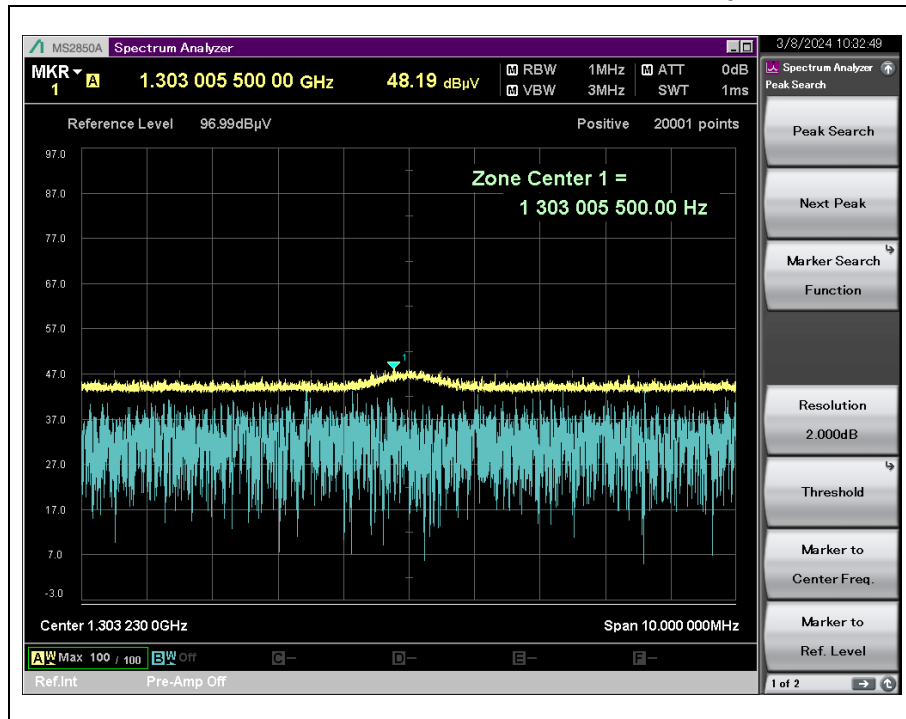 MS2850A Spectrum Analyzer
3/8/2024 10:32:49
MKR 1 A 1.303 005 500 00 GHz 48.19 dBμV
M RBW 1MHz M ATT 0dB
M VBW 3MHz SWT 1ms
Spectrum Analyzer
Peak Search
Reference Level 96.99dBμV Positive 20001 points
97.0
87.0
77.0
67.0
57.0
47.0
37.0
27.0
17.0
7.0
-3.0
Zone Center 1 =
1 303 005 500.00 Hz
1
Center 1.303 230 0GHz Span 10.000 000MHz
A W Max 100 / 100 B W Off C - D - E - F -
Ref.Int Pre-Amp Off
Peak Search
Next Peak
Marker Search
Function
Resolution
2.000dB
Threshold
Marker to
Center Freq.
Marker to
Ref. Level
1 of 2